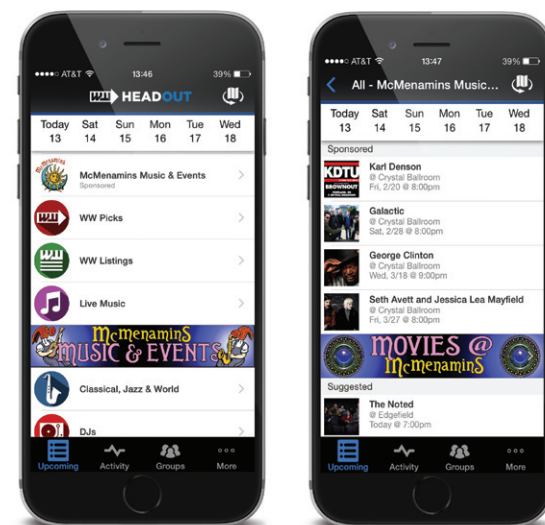 AT&T 13:46 39%
WW HEADOUT
Today Sat Sun Mon Tue Wed
13 14 15 16 17 18
McMenamins
McMenamins Music & Events
Sponsored
WW
WW Picks
WW
WW Listings
Live Music
McMenaminS
MUSIC & EVENTS
Classical, Jazz & World
DJs
Upcoming Activity Groups More
AT&T 13:47 39%
All - McMenamins Music...
Today Sat Sun Mon Tue Wed
13 14 15 16 17 18
Sponsored
KDTU
BROWNOUT
Karl Denson
@ Crystal Ballroom
Fri, 2/20 @ 8:00pm
Galactic
@ Crystal Ballroom
Sat, 2/28 @ 8:00pm
George Clinton
@ Crystal Ballroom
Wed, 3/18 @ 9:00pm
Seth Avett and Jessica Lea Mayfield
@ Crystal Ballroom
Fri, 3/27 @ 8:00pm
MOVIES @
McMenaminS
Suggested
The Noted
@ Edgefield
Today @ 7:00pm
Upcoming Activity Groups More